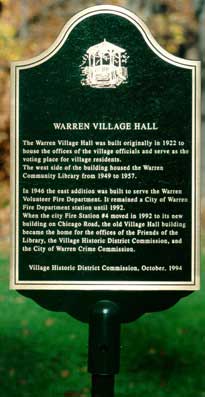 WARREN VILLAGE HALL
The Warren Village Hall was built originally in 1922 to
house the offices of the village officials and serve as the
voting place for village residents.
The west side of the building housed the Warren
Community Library from 1949 to 1957.
In 1946 the east addition was built to serve the Warren
Volunteer Fire Department. It remained a City of Warren
Fire Department station until 1992.
When the city Fire Station #4 moved in 1992 to its new
building on Chicago Road, the old Village Hall building
became the home for the offices of the Friends of the
Library, the Village Historic District Commission, and
the City of Warren Crime Commission.
Village Historic District Commission, October, 1994